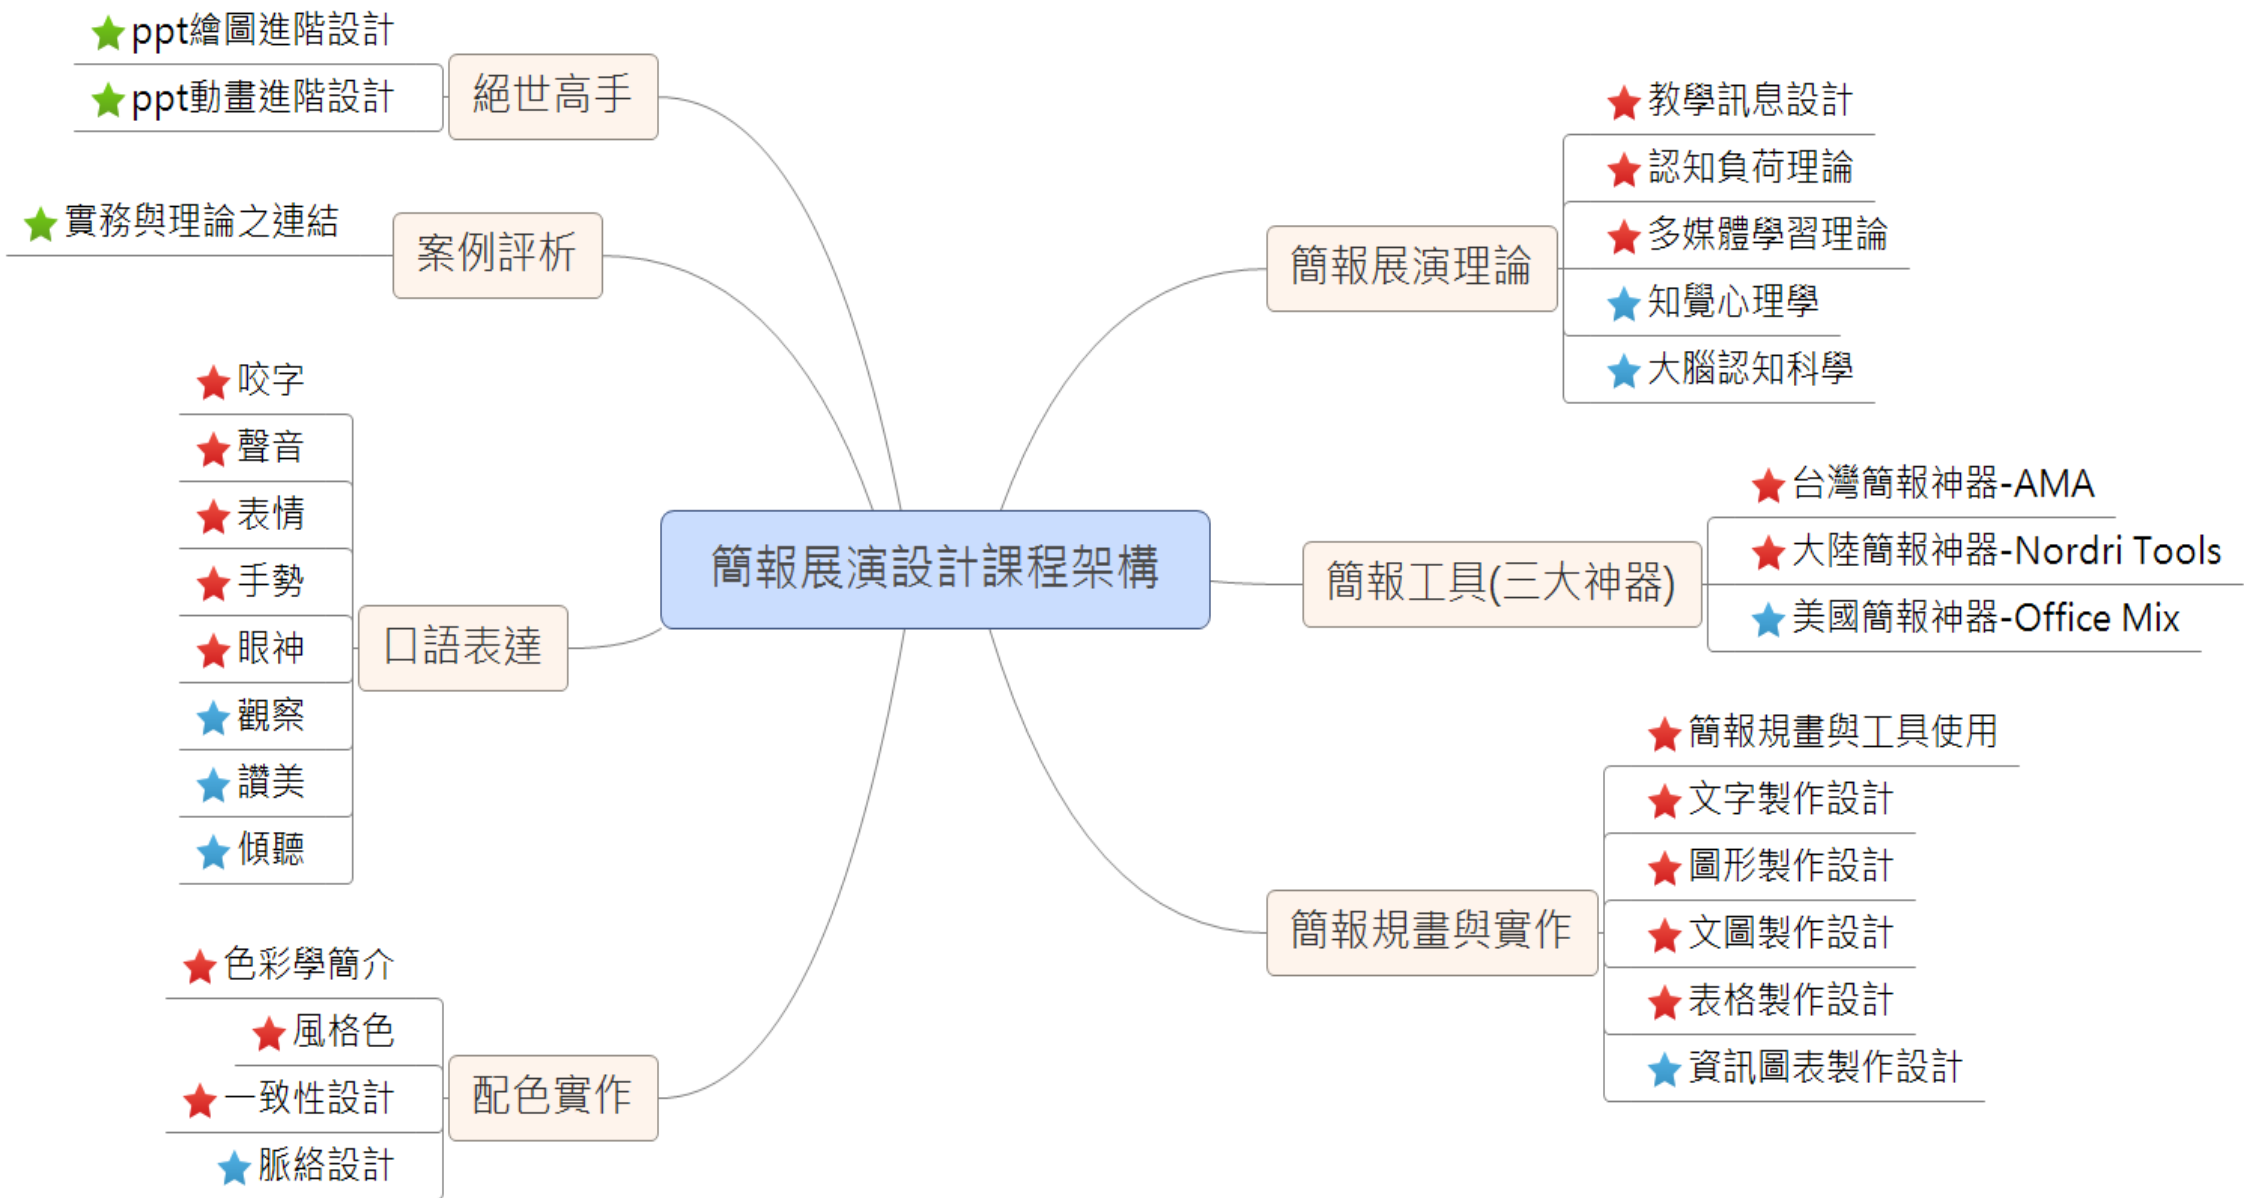 簡報展演設計課程架構
簡報展演理論
教學訊息設計
認知負荷理論
多媒體學習理論
知覺心理學
大腦認知科學
簡報工具(三大神器)
台灣簡報神器-AMA
大陸簡報神器-Nordri Tools
美國簡報神器-Office Mix
簡報規畫與實作
簡報規畫與工具使用
文字製作設計
圖形製作設計
文圖製作設計
表格製作設計
資訊圖表製作設計
絕世高手
ppt繪圖進階設計
ppt動畫進階設計
案例評析
實務與理論之連結
口語表達
咬字
聲音
表情
手勢
眼神
觀察
讚美
傾聽
配色實作
色彩學簡介
風格色
一致性設計
脈絡設計